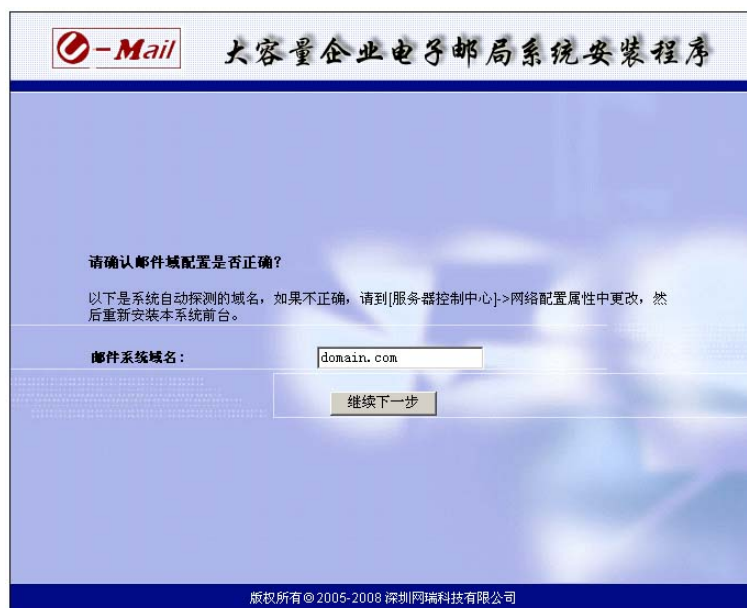 e-Mail 大容量企业电子邮局系统安装程序
请确认邮件域配置是否正确？
以下是系统自动探测的域名，如果不正确，请到[服务器控制中心]->网络配置属性中更改，然
后重新安装本系统前台。
邮件系统域名：
domain.com
继续下一步
版权所有©2005-2008 深圳网瑞科技有限公司